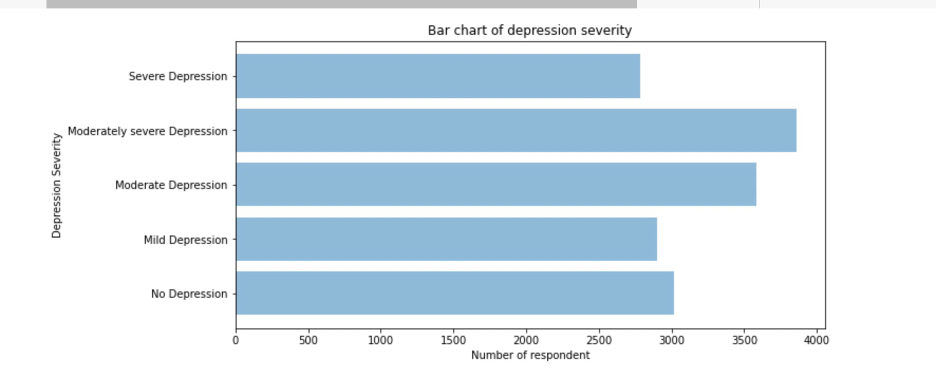 Bar chart of depression severity
Severe Depression
Moderately severe Depression
Moderate Depression
Mild Depression
No Depression
Depression Severity
0 500 1000 1500 2000 2500 3000 3500 4000
Number of respondent